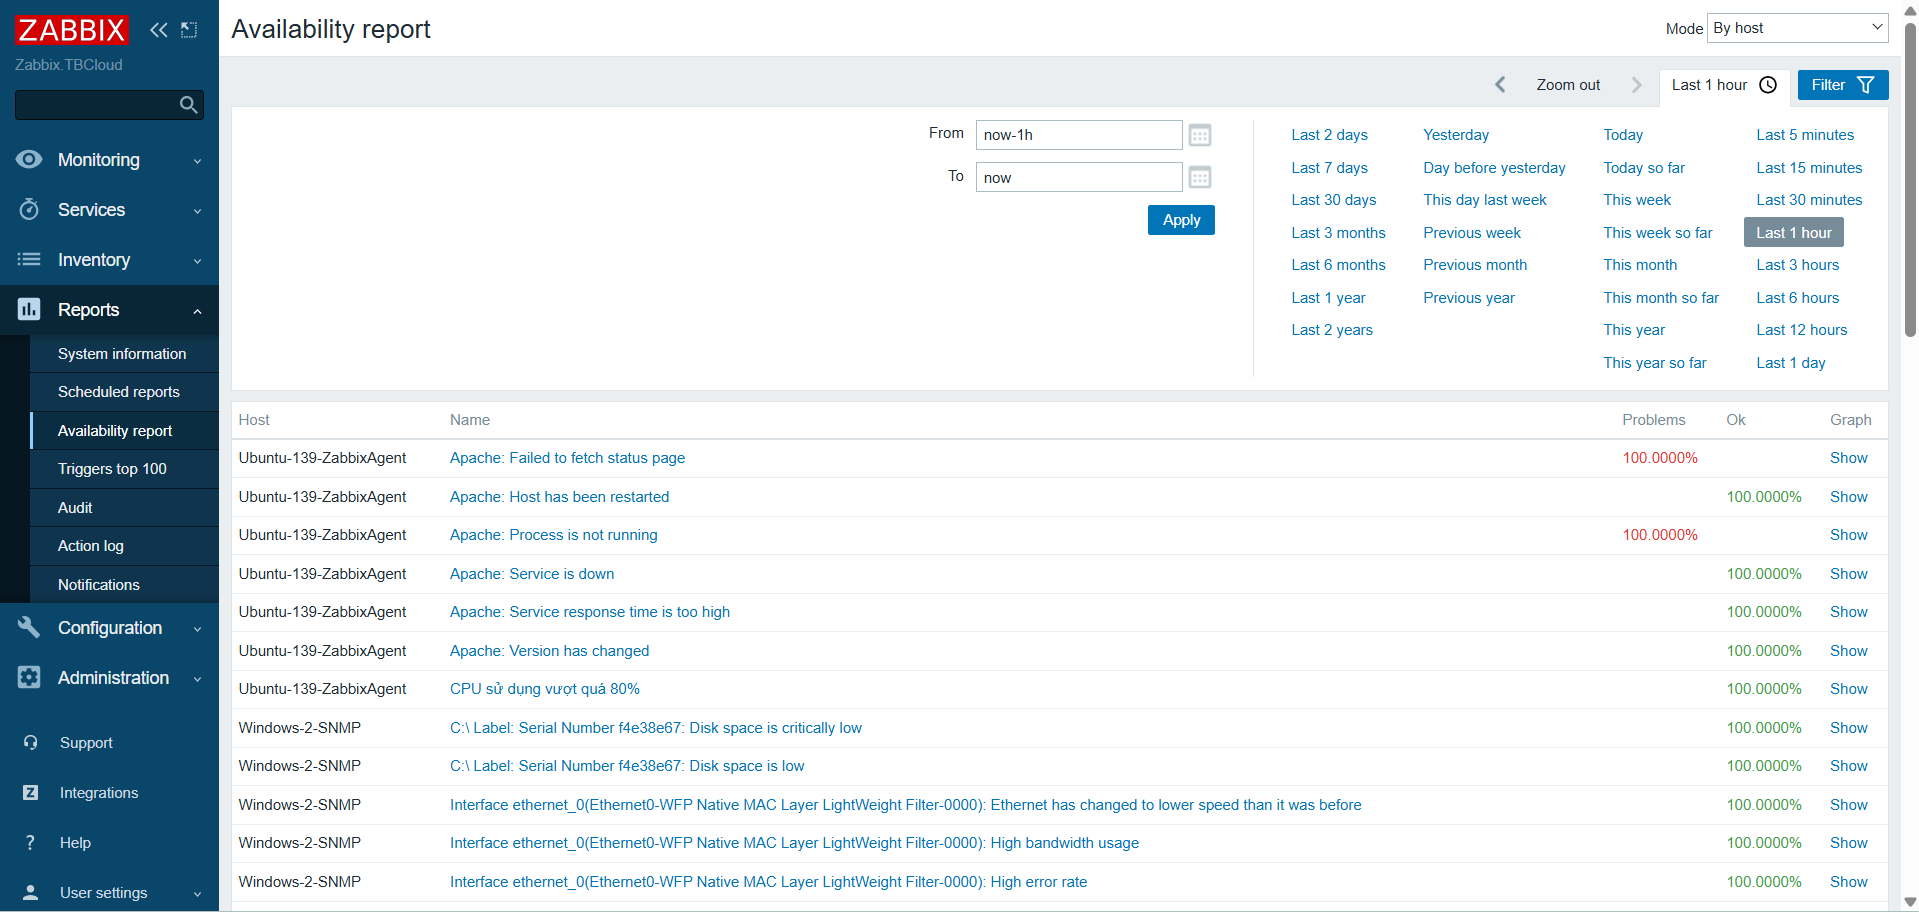 ZABBIX
Zabbix.TBCloud
Monitoring
Services
Inventory
Reports
System information
Scheduled reports
Availability report
Triggers top 100
Audit
Action log
Notifications
Configuration
Administration
Support
Z Integrations
? Help
User settings
Availability report
Mode By host
Zoom out Last 1 hour Filter
From now-1h
To now
Apply
Last 2 days Yesterday Today Last 5 minutes
Last 7 days Day before yesterday Today so far Last 15 minutes
Last 30 days This day last week This week Last 30 minutes
Last 3 months Previous week This week so far Last 1 hour
Last 6 months Previous month This month Last 3 hours
Last 1 year Previous year This month so far Last 6 hours
Last 2 years This year Last 12 hours
This year so far Last 1 day
Host Name Problems Ok Graph
Ubuntu-139-ZabbixAgent Apache: Failed to fetch status page 100.0000% Show
Ubuntu-139-ZabbixAgent Apache: Host has been restarted 100.0000% Show
Ubuntu-139-ZabbixAgent Apache: Process is not running 100.0000% Show
Ubuntu-139-ZabbixAgent Apache: Service is down 100.0000% Show
Ubuntu-139-ZabbixAgent Apache: Service response time is too high 100.0000% Show
Ubuntu-139-ZabbixAgent Apache: Version has changed 100.0000% Show
Ubuntu-139-ZabbixAgent CPU sử dụng vượt quá 80% 100.0000% Show
Windows-2-SNMP C:\ Label: Serial Number f4e38e67: Disk space is critically low 100.0000% Show
Windows-2-SNMP C:\ Label: Serial Number f4e38e67: Disk space is low 100.0000% Show
Windows-2-SNMP Interface ethernet_0(Ethernet0-WFP Native MAC Layer LightWeight Filter-0000): Ethernet has changed to lower speed than it was before 100.0000% Show
Windows-2-SNMP Interface ethernet_0(Ethernet0-WFP Native MAC Layer LightWeight Filter-0000): High bandwidth usage 100.0000% Show
Windows-2-SNMP Interface ethernet_0(Ethernet0-WFP Native MAC Layer LightWeight Filter-0000): High error rate 100.0000% Show